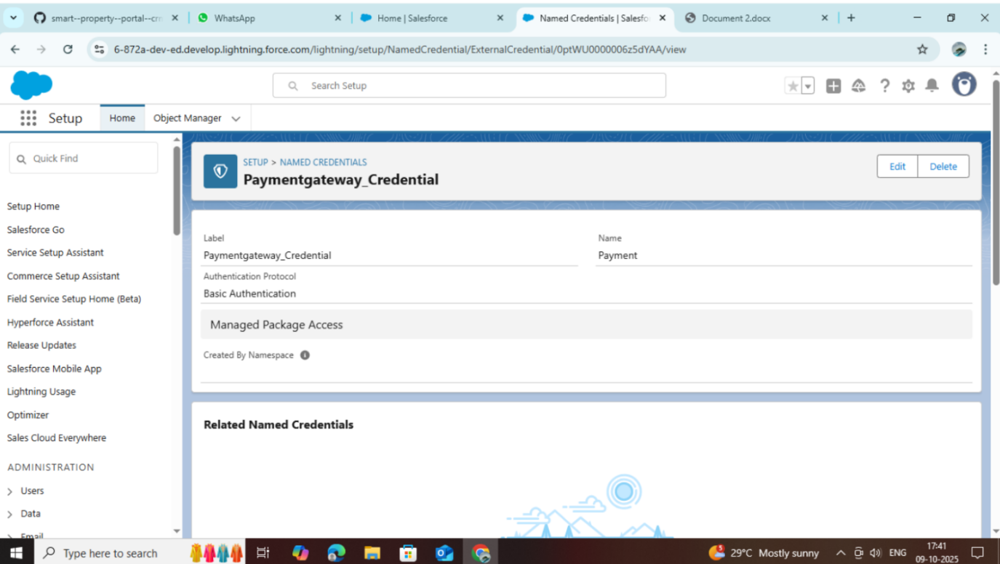 smart--property-portal--crm
WhatsApp
Home | Salesforce
Named Credentials | Salesfo
Document 2.docx
6-872a-dev-ed.develop.lightning.force.com/lightning/setup/NamedCredential/ExternalCredential/0ptWU0000006z5dYAA/view
Search Setup
Setup
Home
Object Manager
Quick Find
Setup Home
Salesforce Go
Service Setup Assistant
Commerce Setup Assistant
Field Service Setup Home (Beta)
Hyperforce Assistant
Release Updates
Salesforce Mobile App
Lightning Usage
Optimizer
Sales Cloud Everywhere
ADMINISTRATION
Users
Data
Email
SETUP > NAMED CREDENTIALS
Paymentgateway_Credential
Edit
Delete
Label
Paymentgateway_Credential
Name
Payment
Authentication Protocol
Basic Authentication
Managed Package Access
Created By Namespace
Related Named Credentials
Type here to search
5
29°C Mostly sunny
ENG
17:41
09-10-2025